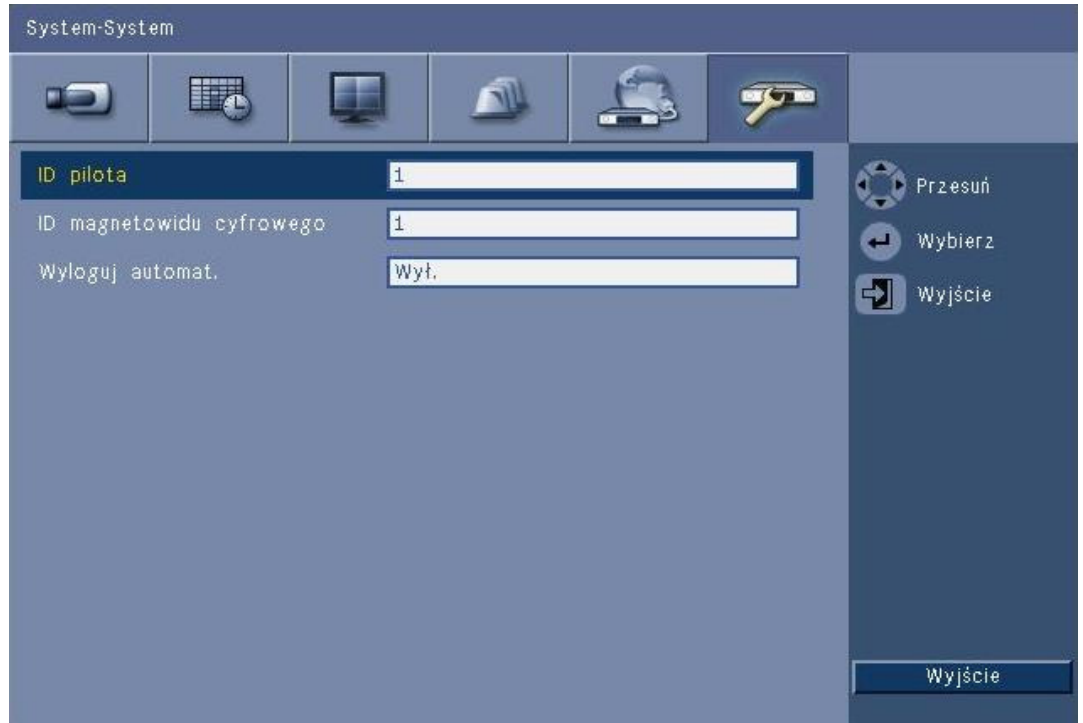 System-System
ID pilota
1
ID magnetowidu cyfrowego
1
Wyloguj automat.
Wył.
Przesuń
Wybierz
Wyjście
Wyjście